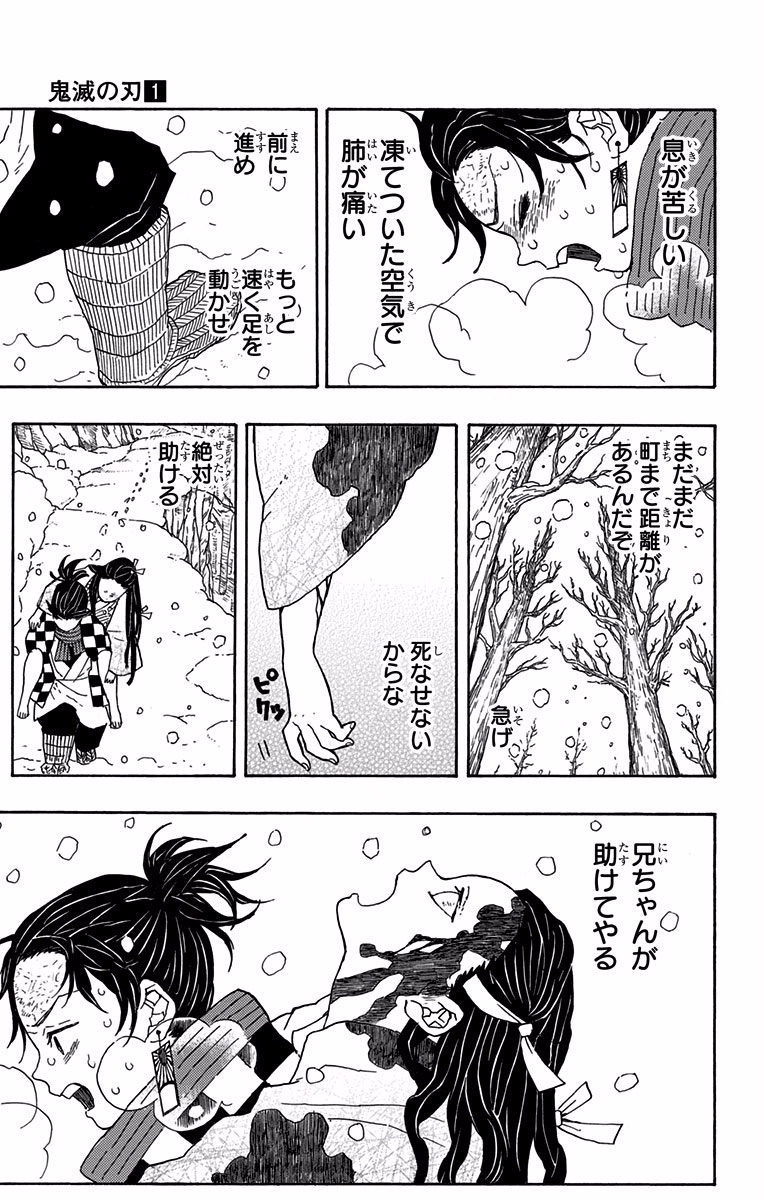 鬼滅の刃1
息が苦しい
凍てついた空気で
肺が痛い
前に
進め
もっと
速く足を
動かせ
まだまだ
町まで距離が
あるんだぞ
急げ
死なせない
からな
ピクッ
絶対
助ける
兄ちゃんが
助けてやる